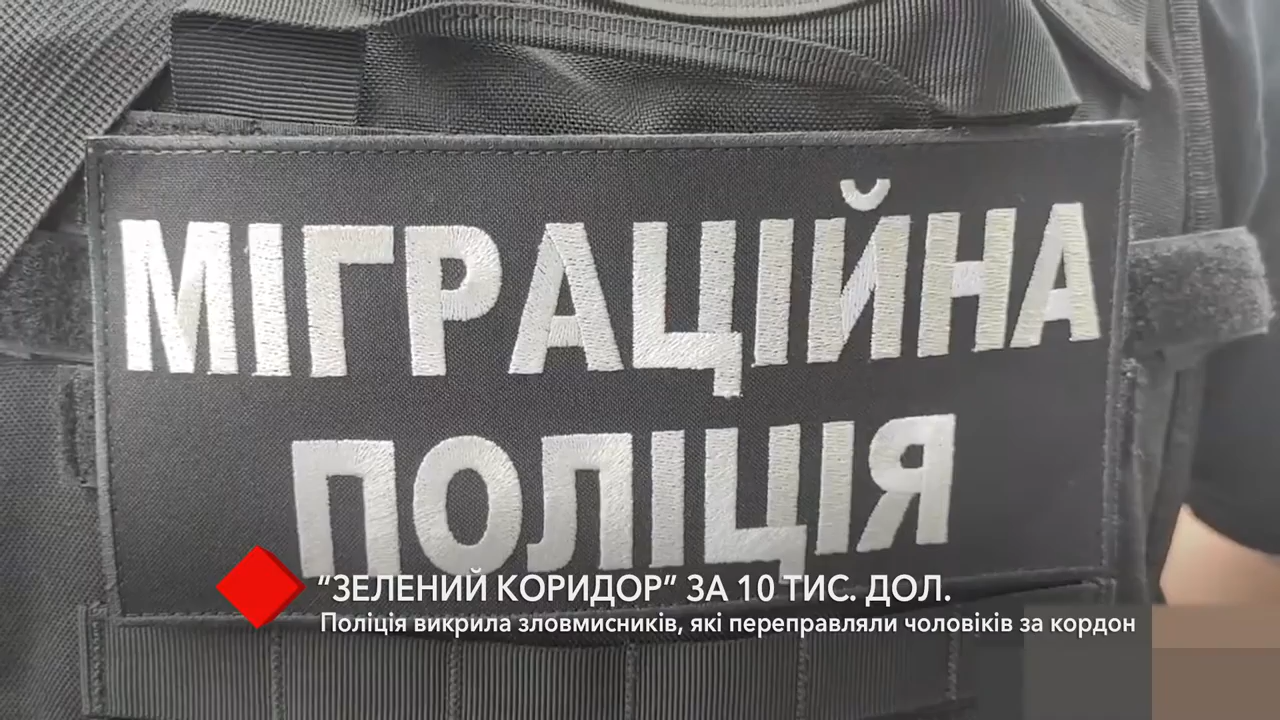 МІГРАЦІЙНА
ПОЛІЦІЯ
“ЗЕЛЕНИЙ КОРИДОР“ ЗА 10 ТИС. ДОЛ.
Поліція викрила зловмисників, які переправляли чоловіків за кордон